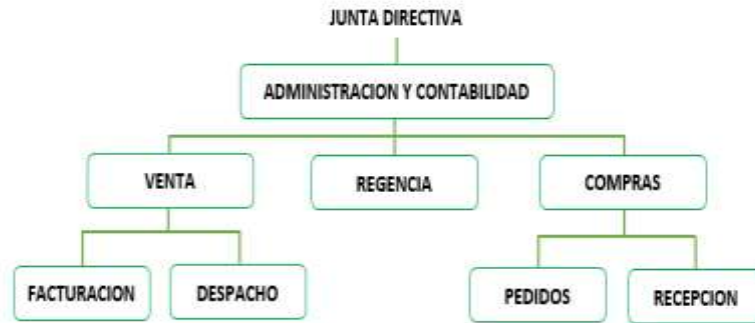 JUNTA DIRECTIVA
ADMINISTRACION Y CONTABILIDAD
VENTA
REGENCIA
COMPRAS
FACTURACION
DESPACHO
PEDIDOS
RECEPCION